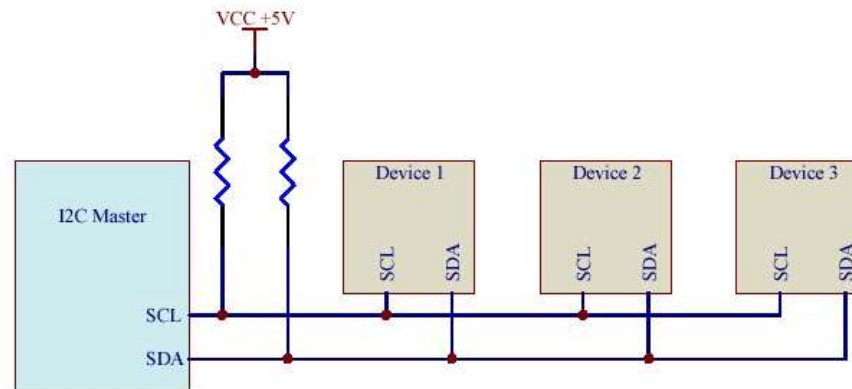 VCC +5V
I2C Master
SCL
SDA
Device 1
SCL
SDA
Device 2
SCL
SDA
Device 3
SCL
SDA